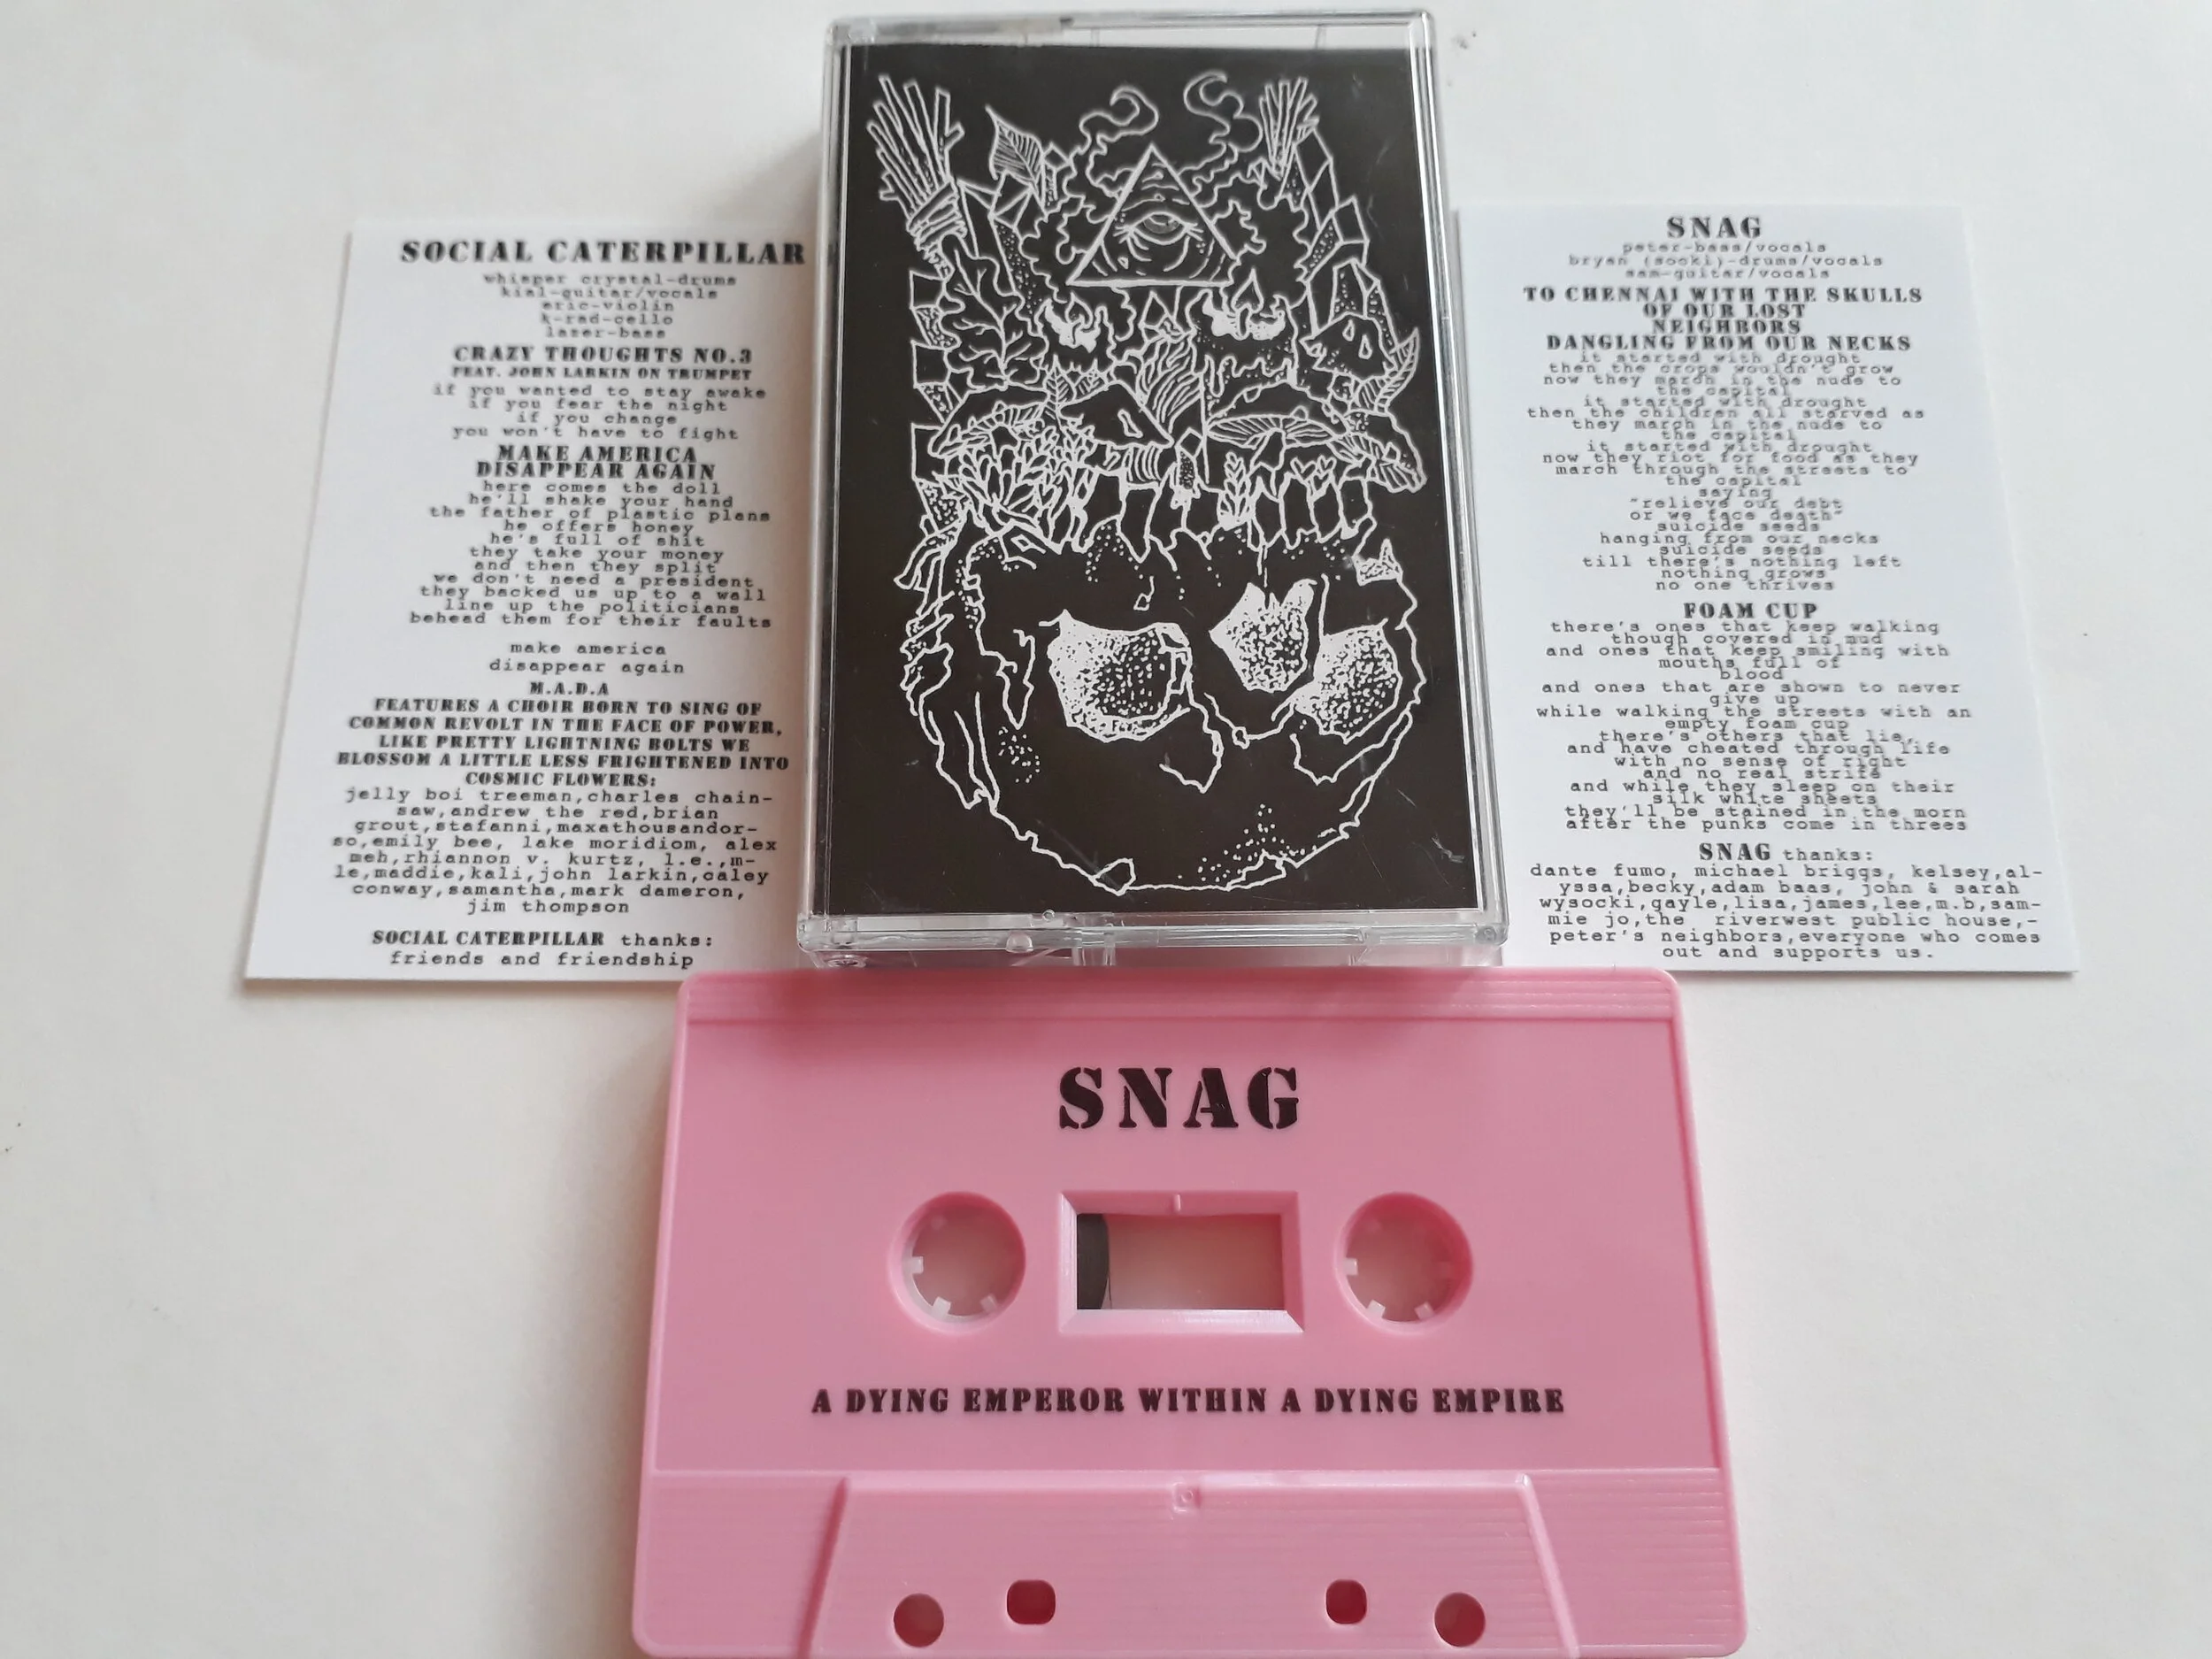 SOCIAL CATERPILLAR
whisper crystal-drums
kial-guitar/vocals
eric-violin
k-rad-cello
laser-bass
CRAZY THOUGHTS NO.3
FEAT. JOHN LARKIN ON TRUMPET
if you wanted to stay awake
if you fear the night
if you change
you won't have to fight
MAKE AMERICA
DISAPPEAR AGAIN
here comes the doll
he'll shake your hand
the father of plastic plans
he offers honey
he's full of shit
they take your money
and then they split
we don't need a president
they backed us up to a wall
line up the politicians
behead them for their faults
make america
disappear again
M.A.D.A
FEATURES A CHOIR BORN TO SING OF
COMMON REVOLT IN THE FACE OF POWER,
LIKE PRETTY LIGHTNING BOLTS WE
BLOSSOM A LITTLE LESS FRIGHTENED INTO
COSMIC FLOWERS:
jelly boi treeman,charles chain-
saw,andrew the red,brian
grout,stefanni,maxathousandor-
so,emily bee, lake moridiom, alex
meh,rhiannon v. kurtz, l.e.,m-
le,maddie,kali,john larkin,caley
conway,samantha,mark dameron,
jim thompson
SOCIAL CATERPILLAR thanks:
friends and friendship
SNAG
peter-bass/vocals
bryan (sooki)-drums/vocals
sam-guitar/vocals
TO CHENNAI WITH THE SKULLS
OF OUR LOST
NEIGHBORS
DANGLING FROM OUR NECKS
it started with drought
then the crops wouldn't grow
now they march in the nude to
the capital
it started with drought
then the children all starved as
they march in the nude to
the capital
it started with drought
now they riot for food as they
march through the streets to
the capital
saying
"relieve our debt
or we face death"
suicide seeds
hanging from our necks
suicide seeds
till there's nothing left
nothing grows
no one thrives
FOAM CUP
there's ones that keep walking
though covered in mud
and ones that keep smiling with
mouths full of
blood
and ones that are shown to never
give up
while walking the streets with an
empty foam cup
there's others that lie,
and have cheated through life
with no sense of right
and no real strife
and while they sleep on their
silk white sheets
they'll be stained in the morn
after the punks come in threes
SNAG thanks:
dante fumo, michael briggs, kelsey,al-
yssa,becky,adam baas, john & sarah
wysocki,gayle,lisa,james,lee,m.b,sam-
mie jo,the riverwest public house,-
peter's neighbors,everyone who comes
out and supports us.
SNAG
A DYING EMPEROR WITHIN A DYING EMPIRE